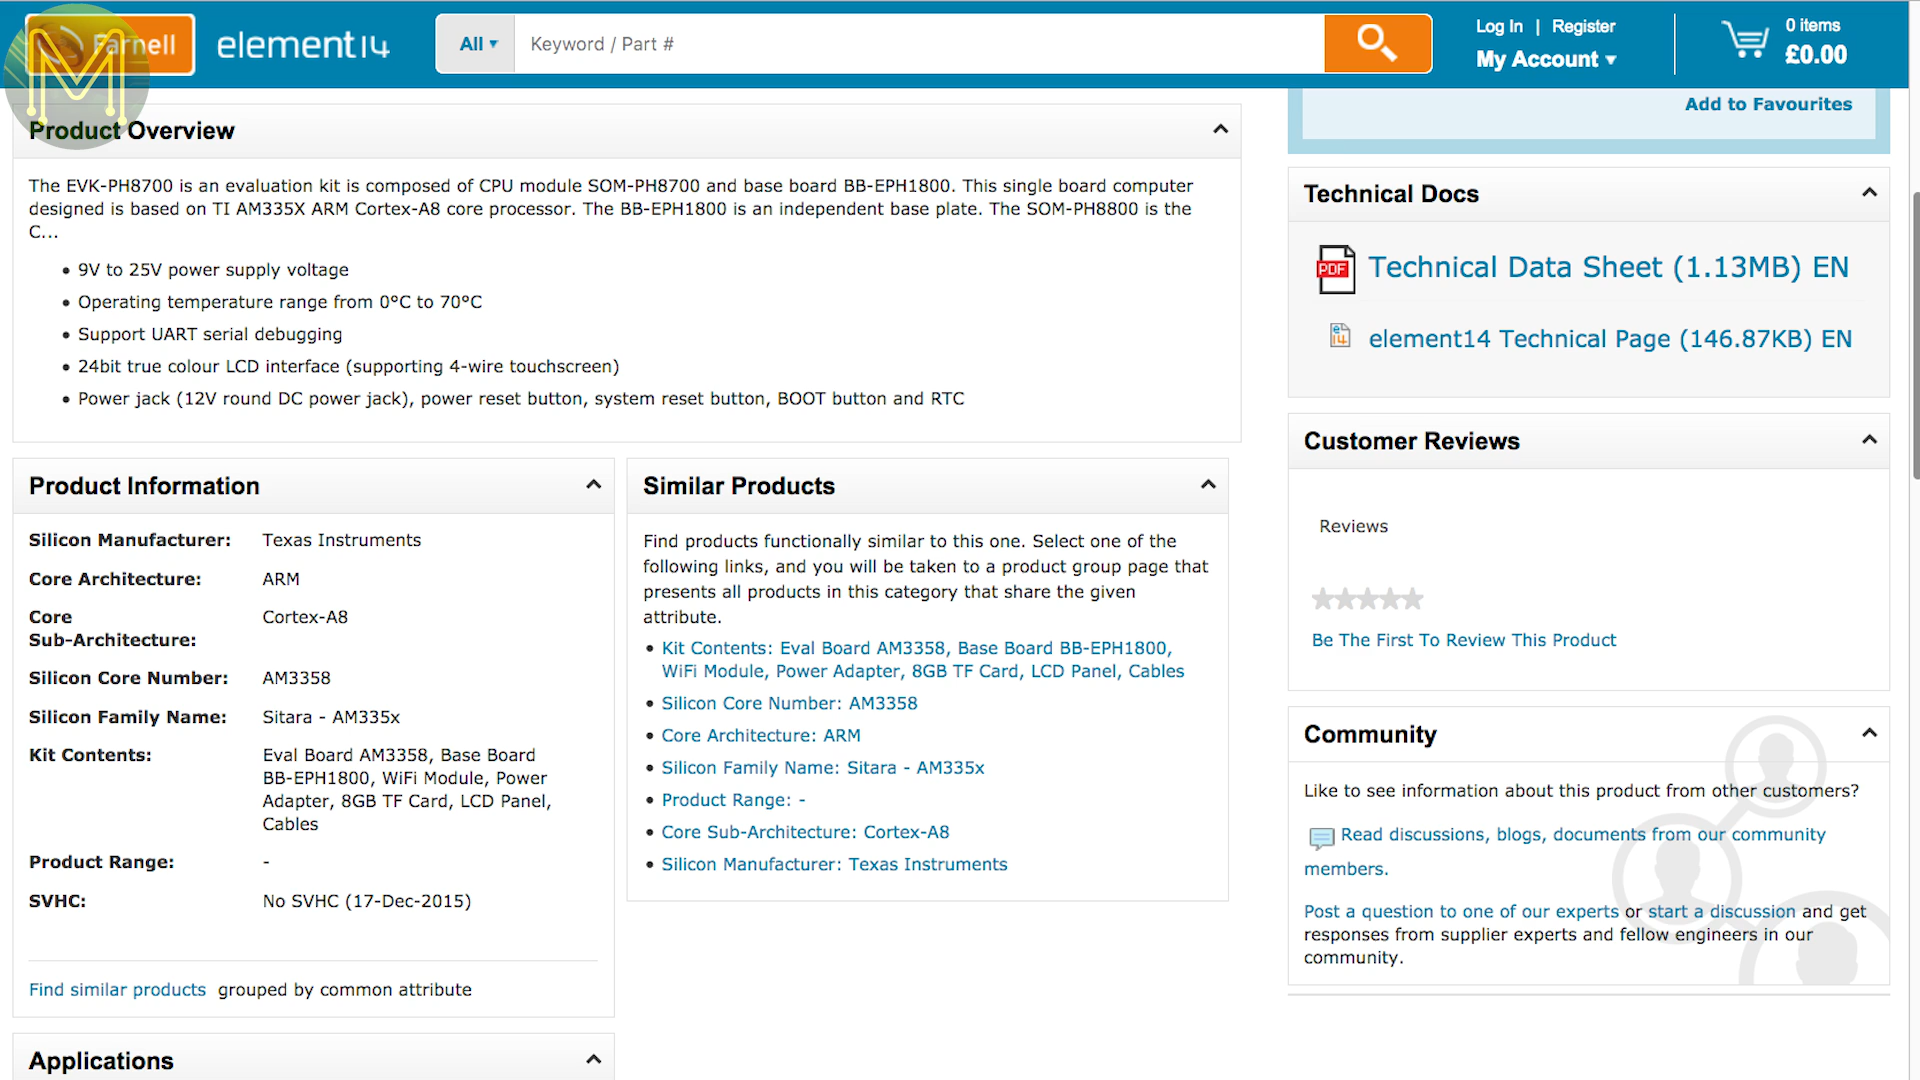 Farnell element14
All
Keyword / Part #
Log In | Register
My Account
0 items
£0.00
Add to Favourites
Product Overview
The EVK-PH8700 is an evaluation kit is composed of CPU module SOM-PH8700 and base board BB-EPH1800. This single board computer
designed is based on TI AM335X ARM Cortex-A8 core processor. The BB-EPH1800 is an independent base plate. The SOM-PH8800 is the
C...
9V to 25V power supply voltage
Operating temperature range from 0°C to 70°C
Support UART serial debugging
24bit true colour LCD interface (supporting 4-wire touchscreen)
Power jack (12V round DC power jack), power reset button, system reset button, BOOT button and RTC
Product Information
Silicon Manufacturer: Texas Instruments
Core Architecture: ARM
Core Cortex-A8
Sub-Architecture:
Silicon Core Number: AM3358
Silicon Family Name: Sitara - AM335x
Kit Contents: Eval Board AM3358, Base Board
BB-EPH1800, WiFi Module, Power
Adapter, 8GB TF Card, LCD Panel,
Cables
Product Range: -
SVHC: No SVHC (17-Dec-2015)
Find similar products grouped by common attribute
Applications
Similar Products
Find products functionally similar to this one. Select one of the
following links, and you will be taken to a product group page that
presents all products in this category that share the given
attribute.
Kit Contents: Eval Board AM3358, Base Board BB-EPH1800,
WiFi Module, Power Adapter, 8GB TF Card, LCD Panel, Cables
Silicon Core Number: AM3358
Core Architecture: ARM
Silicon Family Name: Sitara - AM335x
Product Range: -
Core Sub-Architecture: Cortex-A8
Silicon Manufacturer: Texas Instruments
Technical Docs
PDF Technical Data Sheet (1.13MB) EN
e14 element14 Technical Page (146.87KB) EN
Customer Reviews
Reviews
Be The First To Review This Product
Community
Like to see information about this product from other customers?
Read discussions, blogs, documents from our community
members.
Post a question to one of our experts or start a discussion and get
responses from supplier experts and fellow engineers in our
community.